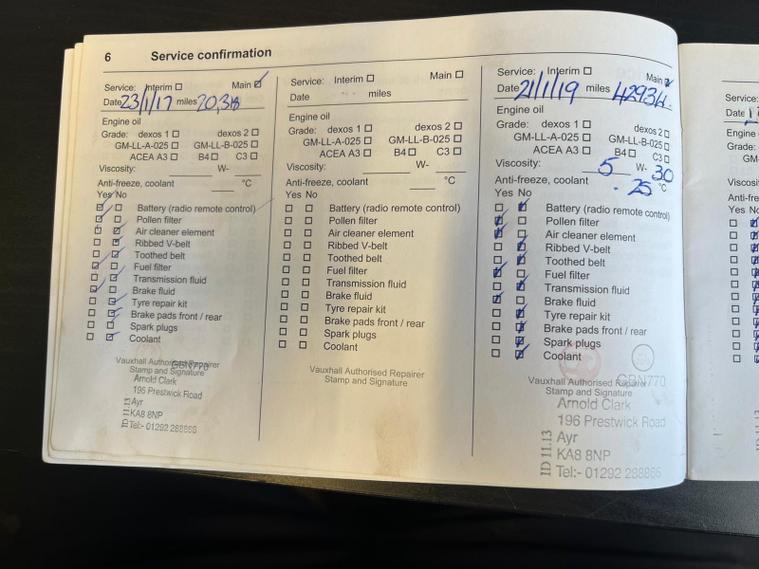 6 Service confirmation
Service: Interim ☐ Main ☑
Date 23/1/17 miles 20,318
Engine oil
Grade: dexos 1 ☐ dexos 2 ☐
GM-LL-A-025 ☐ GM-LL-B-025 ☐
ACEA A3 ☐ B4 ☐ C3 ☐
Viscosity: W-
Anti-freeze, coolant °C
Yes No
Battery (radio remote control)
Pollen filter
Air cleaner element
Ribbed V-belt
Toothed belt
Fuel filter
Transmission fluid
Brake fluid
Tyre repair kit
Brake pads front / rear
Spark plugs
Coolant
Vauxhall Authorised Repairer
Stamp and Signature
GBN770
Arnold Clark
196 Prestwick Road
Ayr
KA8 8NP
Tel:- 01292 288866
ID 11.13
Service: Interim ☐ Main ☐
Date miles
Engine oil
Grade: dexos 1 ☐ dexos 2 ☐
GM-LL-A-025 ☐ GM-LL-B-025 ☐
ACEA A3 ☐ B4 ☐ C3 ☐
Viscosity: W-
Anti-freeze, coolant °C
Yes No
Battery (radio remote control)
Pollen filter
Air cleaner element
Ribbed V-belt
Toothed belt
Fuel filter
Transmission fluid
Brake fluid
Tyre repair kit
Brake pads front / rear
Spark plugs
Coolant
Vauxhall Authorised Repairer
Stamp and Signature
Service: Interim ☐ Main ☑
Date 21/1/19 miles 42934
Engine oil
Grade: dexos 1 ☐ dexos 2 ☐
GM-LL-A-025 ☐ GM-LL-B-025 ☐
ACEA A3 ☐ B4 ☐ C3 ☐
Viscosity: 5 W- 30
Anti-freeze, coolant - 25 °C
Yes No
Battery (radio remote control)
Pollen filter
Air cleaner element
Ribbed V-belt
Toothed belt
Fuel filter
Transmission fluid
Brake fluid
Tyre repair kit
Brake pads front / rear
Spark plugs
Coolant
Vauxhall Authorised Repairer
Stamp and Signature
GBN770
Arnold Clark
196 Prestwick Road
Ayr
KA8 8NP
Tel:- 01292 288866
ID 11.13
Service:
Date
Engine
Grade:
GM-
Yes No